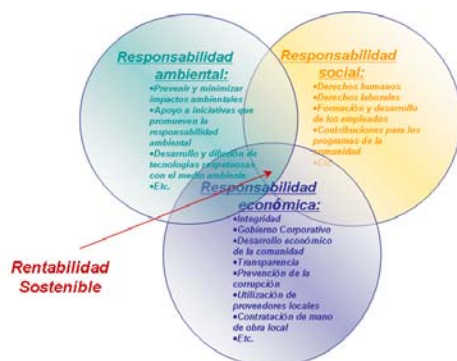 Responsabilidad
ambiental:
•Prevenir y minimizar
impactos ambientales
•Apoyo a iniciativas que
promueven la
responsabilidad
ambiental
•Desarrollo y difusión de
tecnologías respetuosas
con el medio ambiente
•Etc.
Responsabilidad
social:
•Derechos humanos
•Derechos laborales
•Formación y desarrollo
de los empleados
•Contribuciones para los
programas de la
comunidad
•Etc.
Responsabilidad
económica:
•Integridad
•Gobierno Corporativo
•Desarrollo económico
de la comunidad
•Transparencia
•Prevención de la
corrupción
•Utilización de
proveedores locales
•Contratación de mano
de obra local
•Etc.
Rentabilidad
Sostenible